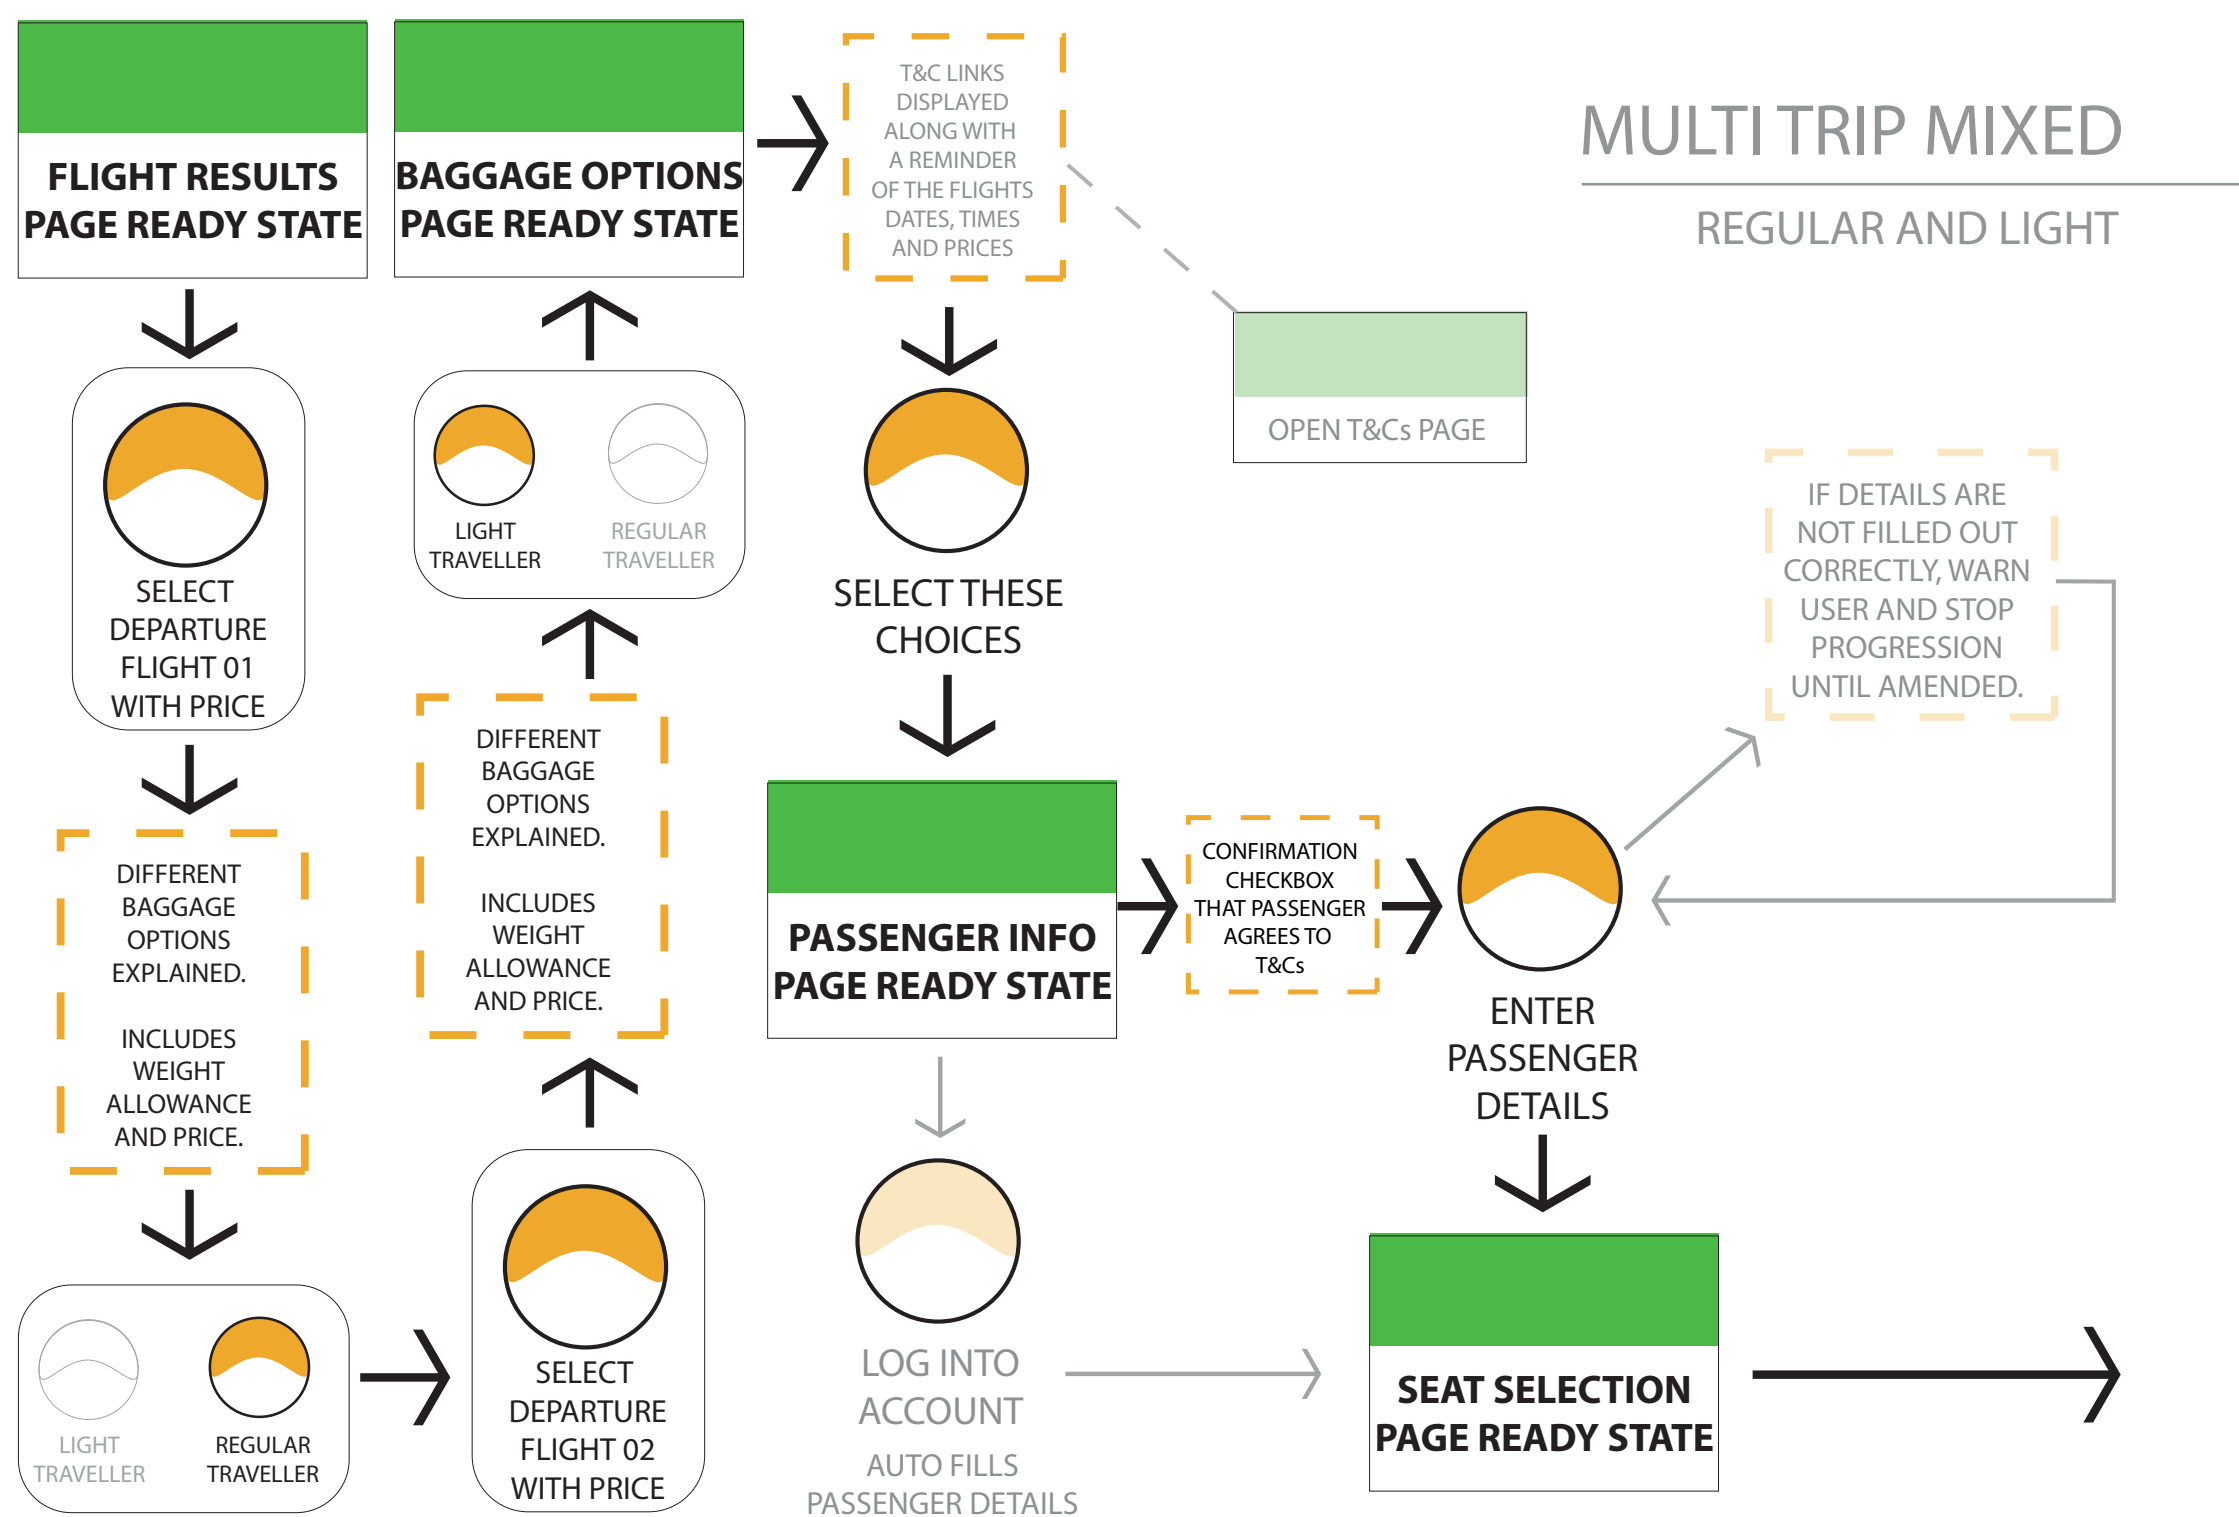 FLIGHT RESULTS
PAGE READY STATE
SELECT
DEPARTURE
FLIGHT 01
WITH PRICE
DIFFERENT
BAGGAGE
OPTIONS
EXPLAINED.
INCLUDES
WEIGHT
ALLOWANCE
AND PRICE.
LIGHT
TRAVELLER
REGULAR
TRAVELLER
SELECT
DEPARTURE
FLIGHT 02
WITH PRICE
DIFFERENT
BAGGAGE
OPTIONS
EXPLAINED.
INCLUDES
WEIGHT
ALLOWANCE
AND PRICE.
LIGHT
TRAVELLER
REGULAR
TRAVELLER
BAGGAGE OPTIONS
PAGE READY STATE
T&C LINKS
DISPLAYED
ALONG WITH
A REMINDER
OF THE FLIGHTS
DATES, TIMES
AND PRICES
OPEN T&Cs PAGE
SELECT THESE
CHOICES
PASSENGER INFO
PAGE READY STATE
LOG INTO
ACCOUNT
AUTO FILLS
PASSENGER DETAILS
CONFIRMATION
CHECKBOX
THAT PASSENGER
AGREES TO
T&Cs
ENTER
PASSENGER
DETAILS
IF DETAILS ARE
NOT FILLED OUT
CORRECTLY, WARN
USER AND STOP
PROGRESSION
UNTIL AMENDED.
SEAT SELECTION
PAGE READY STATE
MULTI TRIP MIXED
REGULAR AND LIGHT